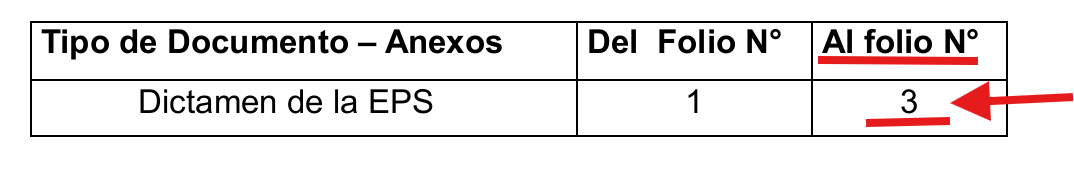 Tipo de Documento – Anexos Del Folio N° Al folio N°
Dictamen de la EPS 1 3